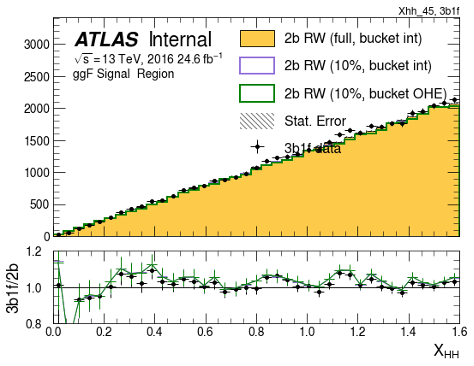 Xhh_45, 3b1f
ATLAS Internal
√s = 13 TeV, 2016 24.6 fb⁻¹
ggF Signal Region
2b RW (full, bucket int)
2b RW (10%, bucket int)
2b RW (10%, bucket OHE)
Stat. Error
3b1f data
3000
2500
2000
1500
1000
500
0
3b1f/2b
1.2
1.0
0.8
0.0 0.2 0.4 0.6 0.8 1.0 1.2 1.4 1.6
X_HH